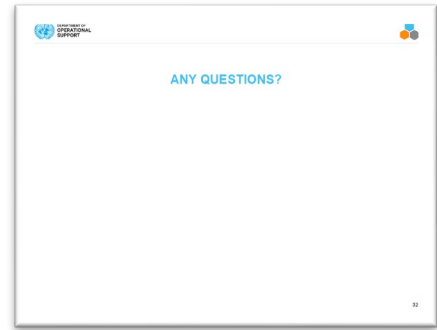 DEPARTMENT OF
OPERATIONAL
SUPPORT
ANY QUESTIONS?
32